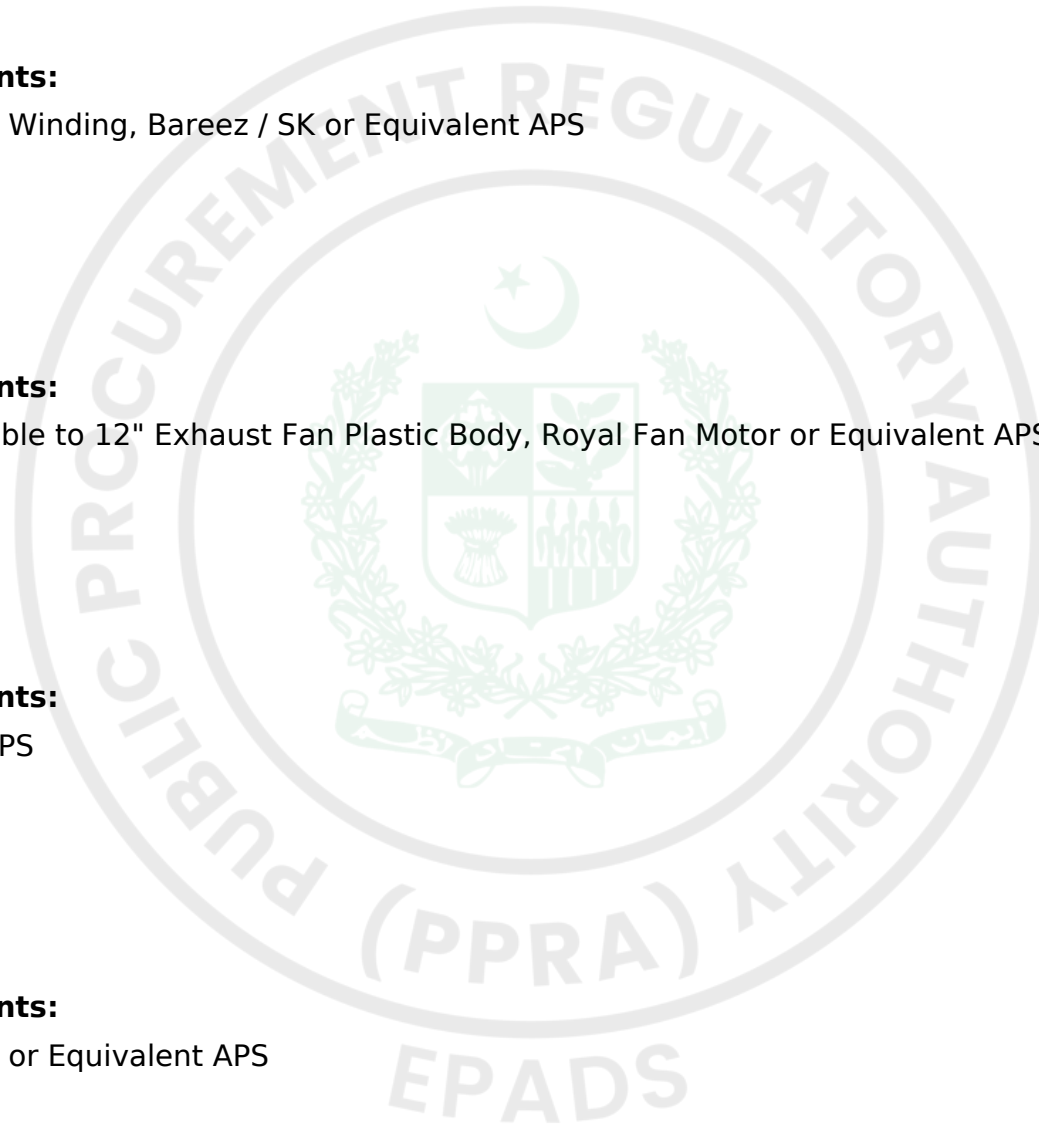 nts:
Winding, Bareez / SK or Equivalent APS
nts:
ble to 12" Exhaust Fan Plastic Body, Royal Fan Motor or Equivalent APS
nts:
PS
nts:
or Equivalent APS
PUBLIC PROCUREMENT REGULATORY AUTHORITY
(PPRA)
EPADS